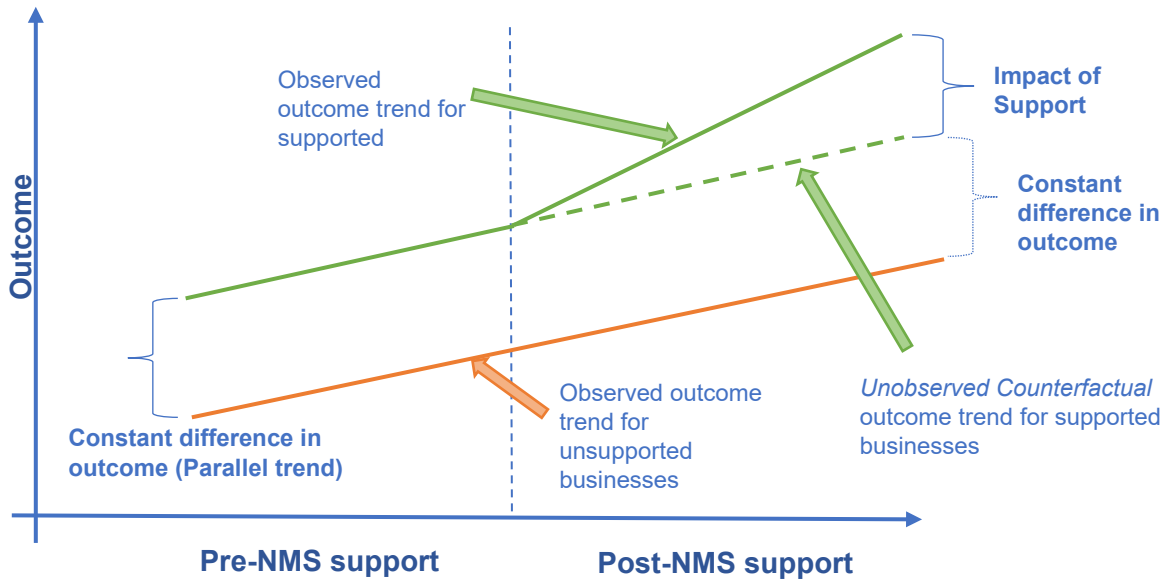 Observed
outcome trend for
supported
Impact of
Support
Constant
difference in
outcome
Outcome
Unobserved Counterfactual
outcome trend for supported
businesses
Observed outcome
trend for
unsupported
businesses
Constant difference in
outcome (Parallel trend)
Pre-NMS support
Post-NMS support